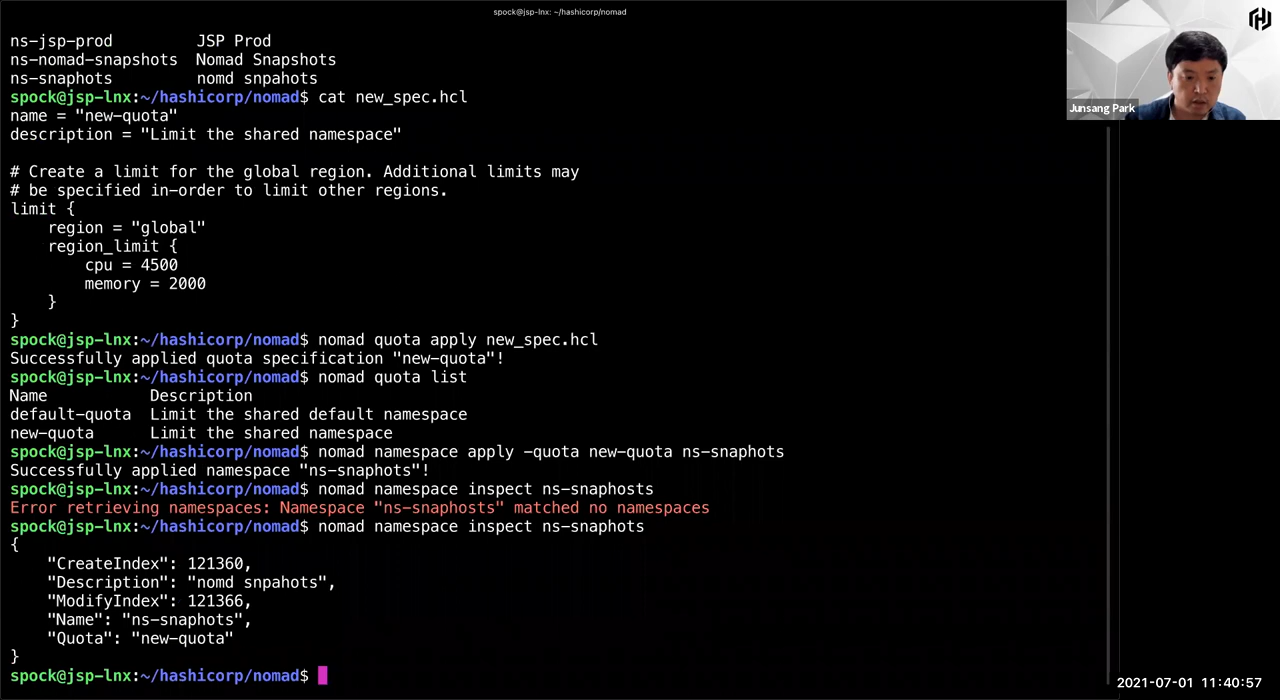 spock@jsp-lnx: ~/hashicorp/nomad
ns-jsp-prod         JSP Prod
ns-nomad-snapshots  Nomad Snapshots
ns-snaphots         nomd snpahots
spock@jsp-lnx:~/hashicorp/nomad$ cat new_spec.hcl
name = "new-quota"
description = "Limit the shared namespace"
# Create a limit for the global region. Additional limits may
# be specified in-order to limit other regions.
limit {
    region = "global"
    region_limit {
        cpu = 4500
        memory = 2000
    }
}
spock@jsp-lnx:~/hashicorp/nomad$ nomad quota apply new_spec.hcl
Successfully applied quota specification "new-quota"!
spock@jsp-lnx:~/hashicorp/nomad$ nomad quota list
Name           Description
default-quota  Limit the shared default namespace
new-quota      Limit the shared namespace
spock@jsp-lnx:~/hashicorp/nomad$ nomad namespace apply -quota new-quota ns-snaphots
Successfully applied namespace "ns-snaphots"!
spock@jsp-lnx:~/hashicorp/nomad$ nomad namespace inspect ns-snaphosts
Error retrieving namespaces: Namespace "ns-snaphosts" matched no namespaces
spock@jsp-lnx:~/hashicorp/nomad$ nomad namespace inspect ns-snaphots
{
    "CreateIndex": 121360,
    "Description": "nomd snpahots",
    "ModifyIndex": 121366,
    "Name": "ns-snaphots",
    "Quota": "new-quota"
}
spock@jsp-lnx:~/hashicorp/nomad$
Junsang Park
2021-07-01 11:40:57